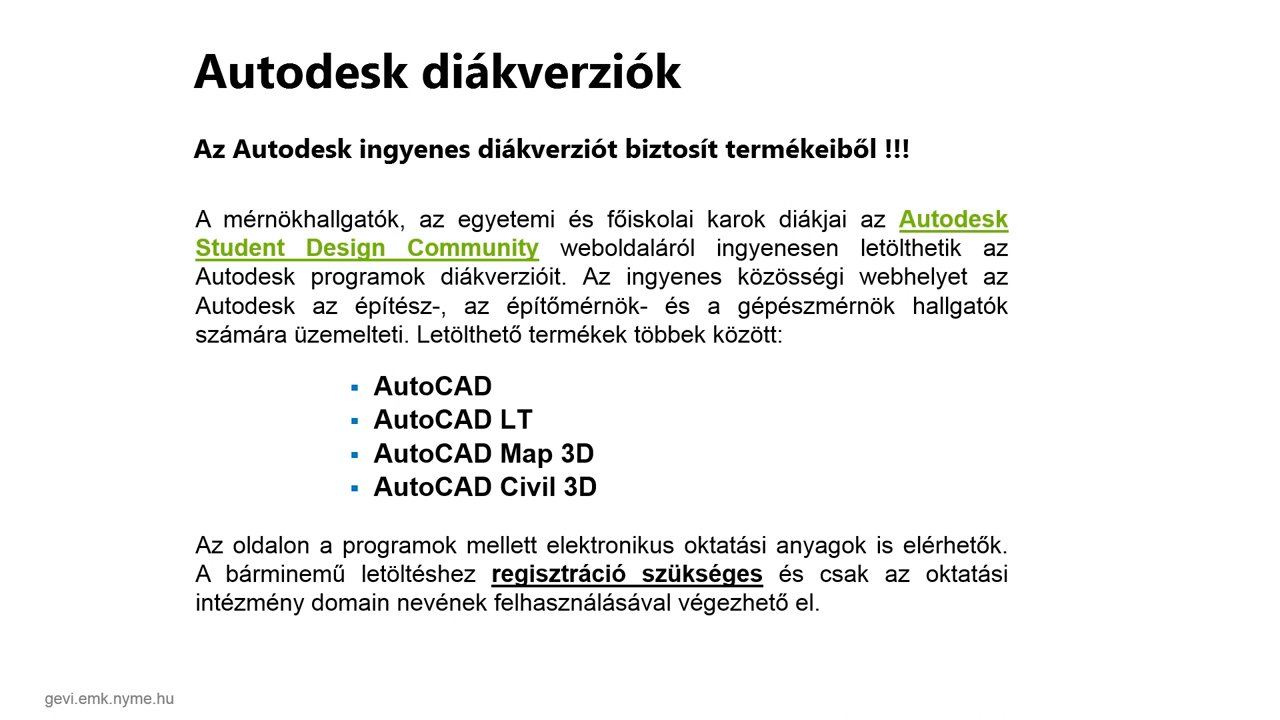 Autodesk diákverziók
Az Autodesk ingyenes diákverziót biztosít termékeiből !!!
A mérnökhallgatók, az egyetemi és főiskolai karok diákjai az Autodesk
Student Design Community weboldaláról ingyenesen letölthetik az
Autodesk programok diákverzióit. Az ingyenes közösségi webhelyet az
Autodesk az építész-, az építőmérnök- és a gépészmérnök hallgatók
számára üzemelteti. Letölthető termékek többek között:
▪ AutoCAD
▪ AutoCAD LT
▪ AutoCAD Map 3D
▪ AutoCAD Civil 3D
Az oldalon a programok mellett elektronikus oktatási anyagok is elérhetők.
A bárminemű letöltéshez regisztráció szükséges és csak az oktatási
intézmény domain nevének felhasználásával végezhető el.
gevi.emk.nyme.hu